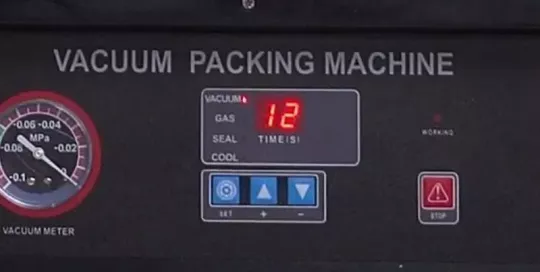 VACUUM PACKING MACHINE
VACUUM
GAS
SEAL
COOL
12
TIME(S)
SET + -
-0.06 -0.04
MPa
-0.08 -0.02
-0.1 0
VACUUM METER
WORKING
STOP